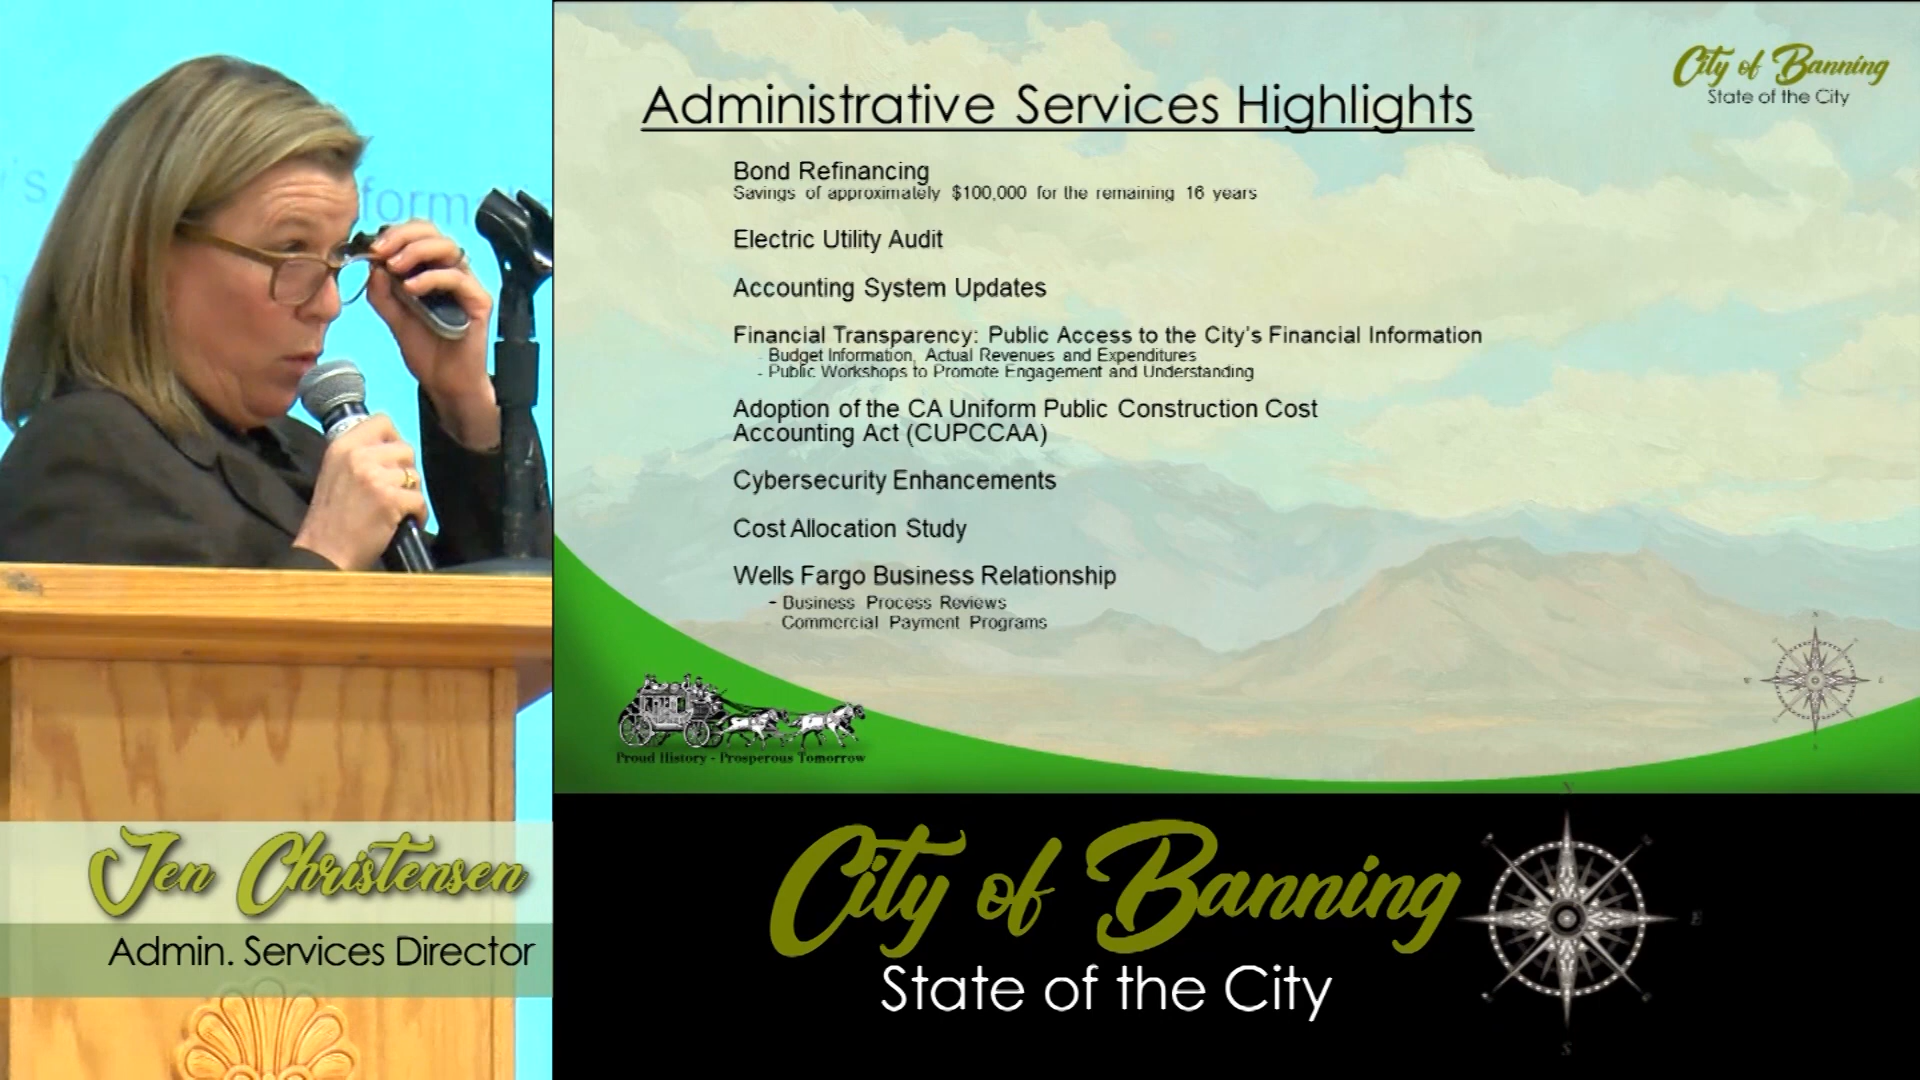 City of Banning
State of the City
Administrative Services Highlights
Bond Refinancing
Savings of approximately $100,000 for the remaining 16 years
Electric Utility Audit
Accounting System Updates
Financial Transparency: Public Access to the City's Financial Information
- Budget Information, Actual Revenues and Expenditures
- Public Workshops to Promote Engagement and Understanding
Adoption of the CA Uniform Public Construction Cost
Accounting Act (CUPCCAA)
Cybersecurity Enhancements
Cost Allocation Study
Wells Fargo Business Relationship
- Business Process Reviews
- Commercial Payment Programs
Proud History - Prosperous Tomorrow
Jen Christensen
Admin. Services Director
City of Banning
State of the City
N
E
S